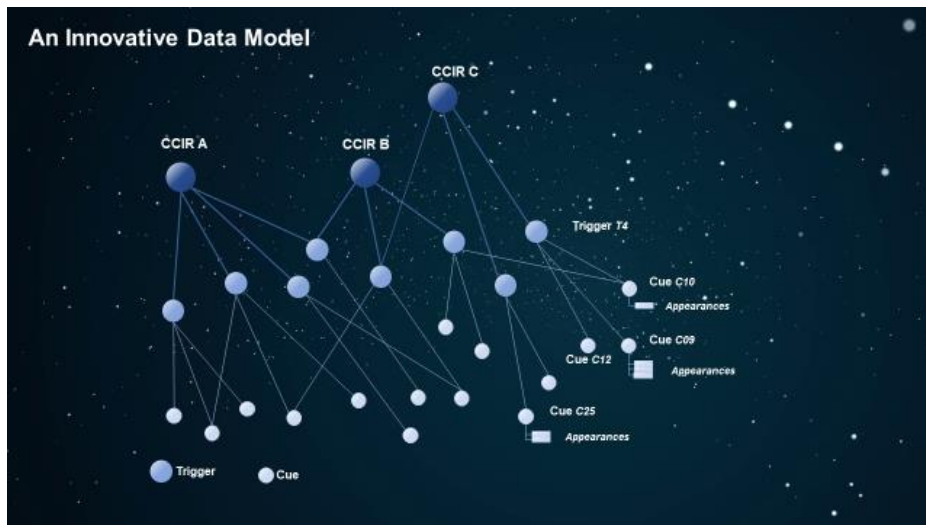 An Innovative Data Model
CCIR C
CCIR A
CCIR B
Trigger T4
Cue C10
Appearances
Cue C09
Cue C12
Appearances
Cue C25
Appearances
Trigger
Cue